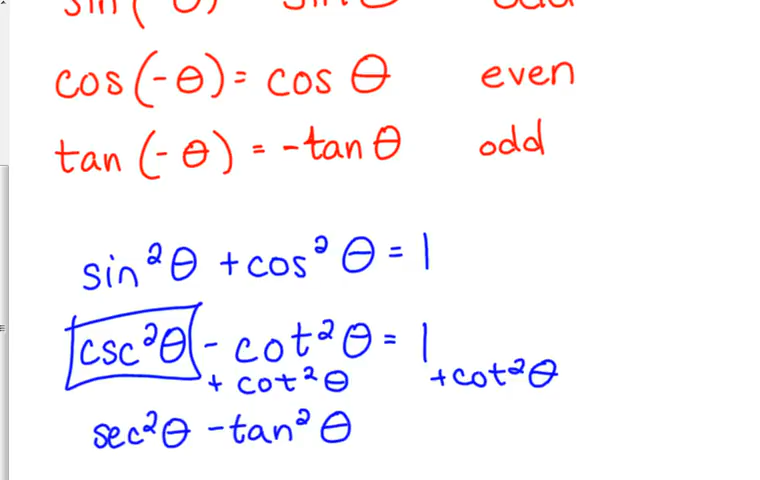 cos(-θ) = cos θ even
tan(-θ) = -tan θ odd
sin²θ + cos²θ = 1
csc²θ - cot²θ = 1
+ cot²θ +cot²θ
sec²θ - tan²θ